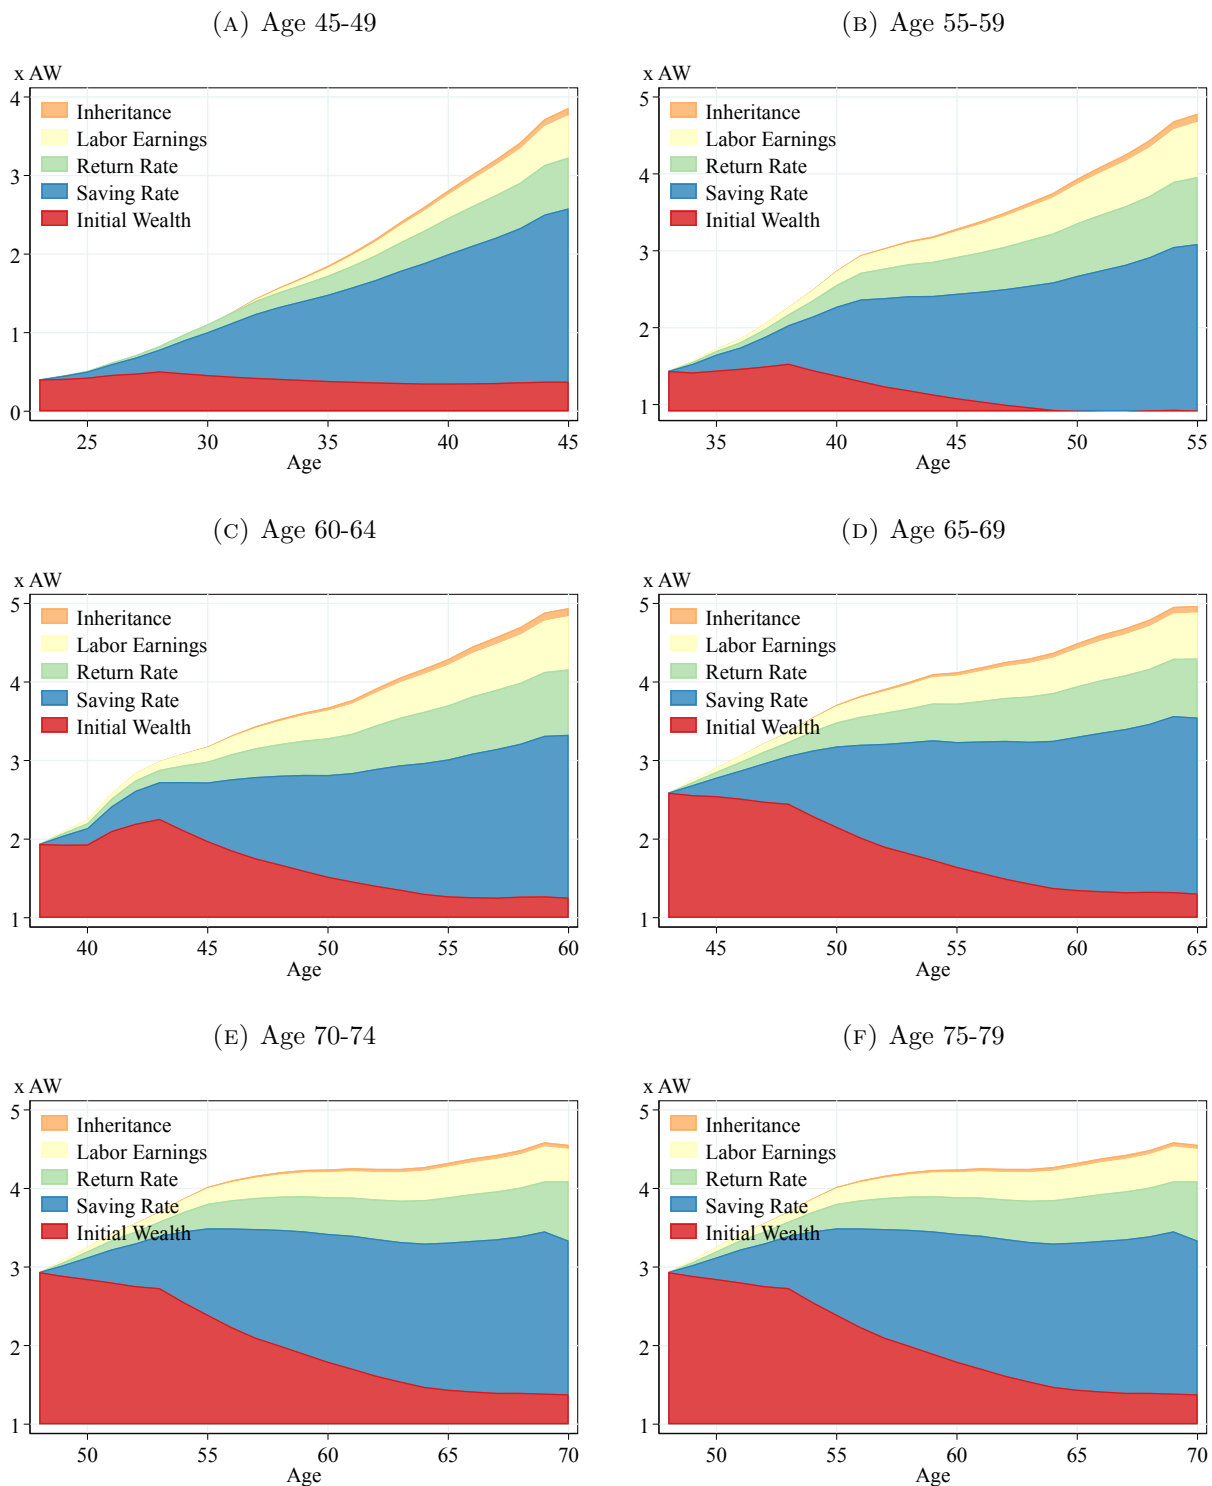 (A) Age 45-49
x AW
4
3
2
1
0
Inheritance
Labor Earnings
Return Rate
Saving Rate
Initial Wealth
25 30 35 40 45
Age
(B) Age 55-59
x AW
5
4
3
2
1
Inheritance
Labor Earnings
Return Rate
Saving Rate
Initial Wealth
35 40 45 50 55
Age
(C) Age 60-64
x AW
5
4
3
2
1
Inheritance
Labor Earnings
Return Rate
Saving Rate
Initial Wealth
40 45 50 55 60
Age
(D) Age 65-69
x AW
5
4
3
2
1
Inheritance
Labor Earnings
Return Rate
Saving Rate
Initial Wealth
45 50 55 60 65
Age
(E) Age 70-74
x AW
5
4
3
2
1
Inheritance
Labor Earnings
Return Rate
Saving Rate
Initial Wealth
50 55 60 65 70
Age
(F) Age 75-79
x AW
5
4
3
2
1
Inheritance
Labor Earnings
Return Rate
Saving Rate
Initial Wealth
50 55 60 65 70
Age